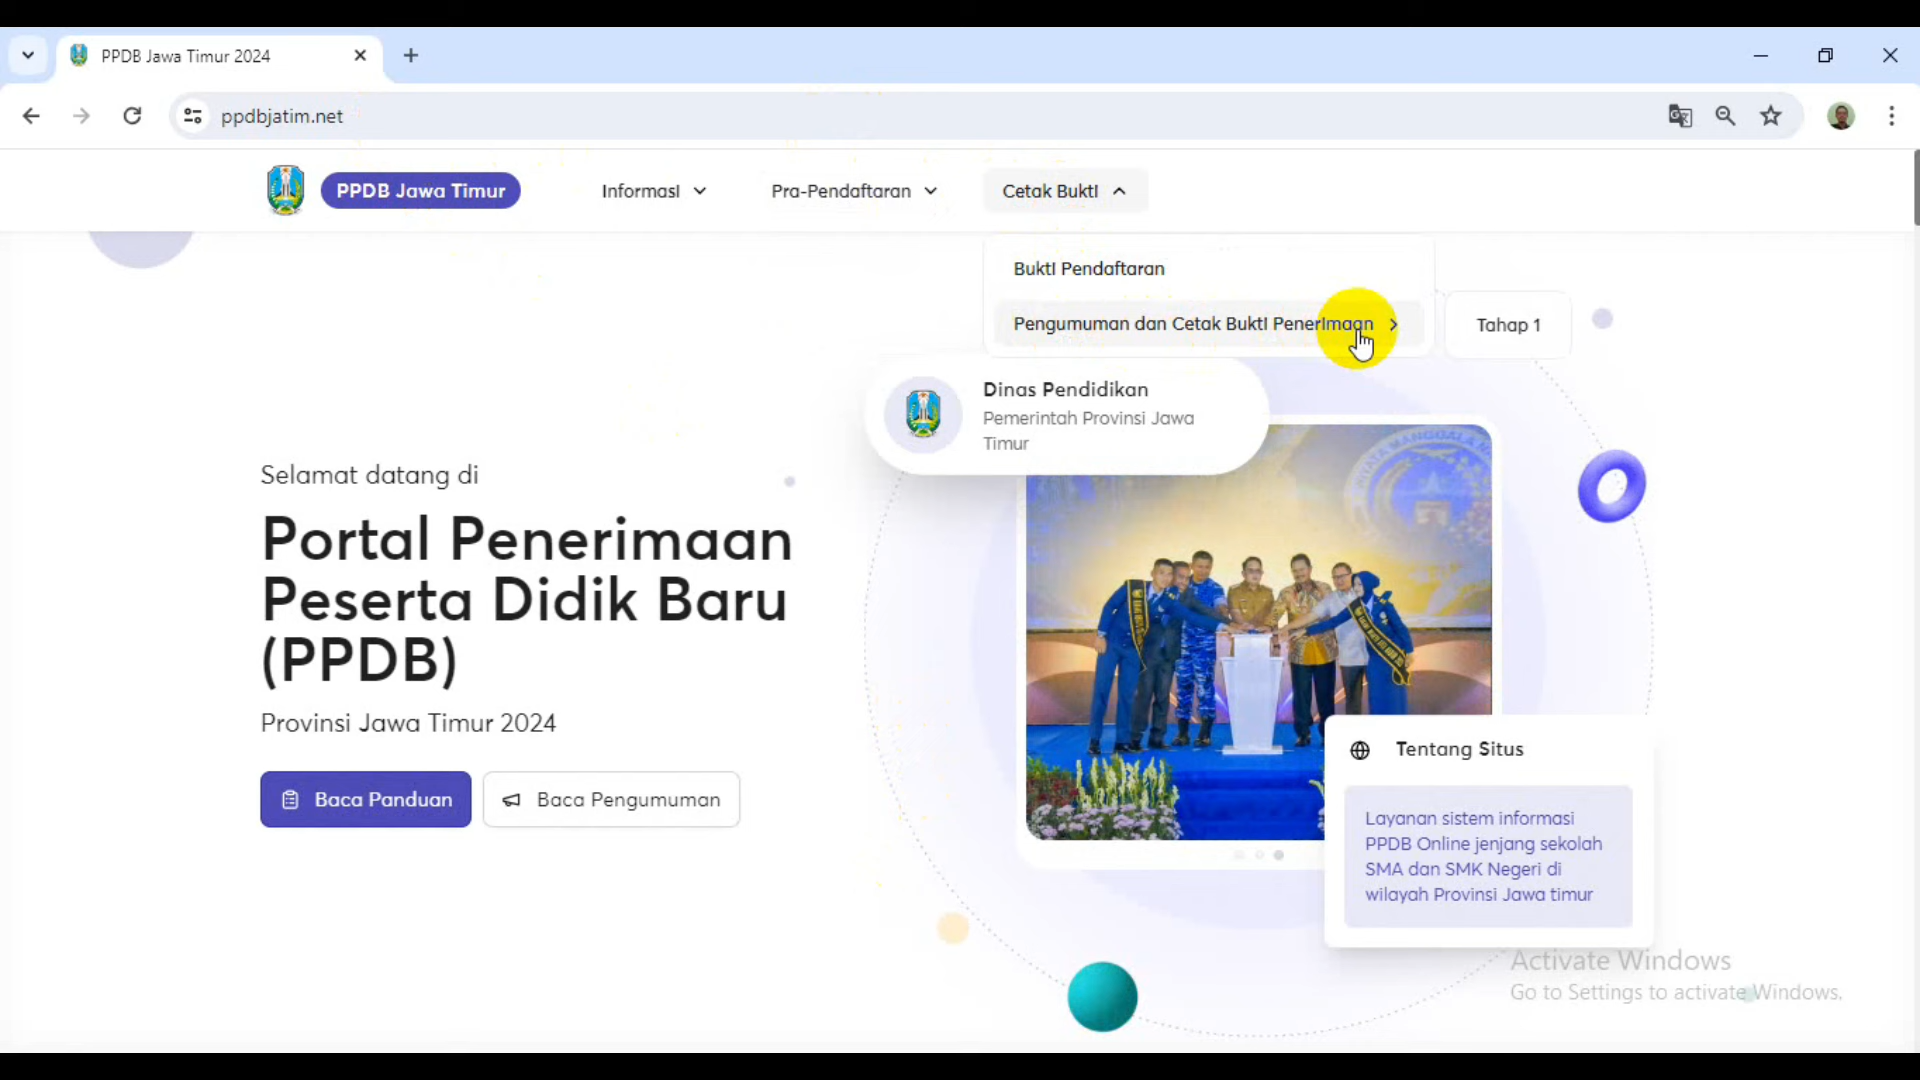 PPDB Jawa Timur 2024
ppdbjatim.net
PPDB Jawa Timur
Informasi
Pra-Pendaftaran
Cetak Bukti
Bukti Pendaftaran
Pengumuman dan Cetak Bukti Penerimaan
Tahap 1
Dinas Pendidikan
Pemerintah Provinsi Jawa
Timur
Selamat datang di
Portal Penerimaan
Peserta Didik Baru
(PPDB)
Provinsi Jawa Timur 2024
Baca Panduan
Baca Pengumuman
Tentang Situs
Layanan sistem informasi
PPDB Online jenjang sekolah
SMA dan SMK Negeri di
wilayah Provinsi Jawa timur
Activate Windows
Go to Settings to activate Windows.